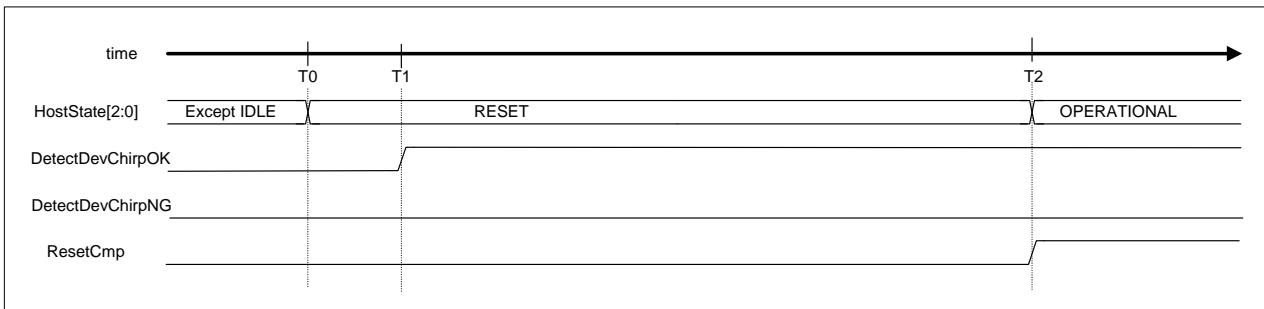 time
T0 T1 T2
HostState[2:0] Except IDLE RESET OPERATIONAL
DetectDevChirpOK
DetectDevChirpNG
ResetCmp